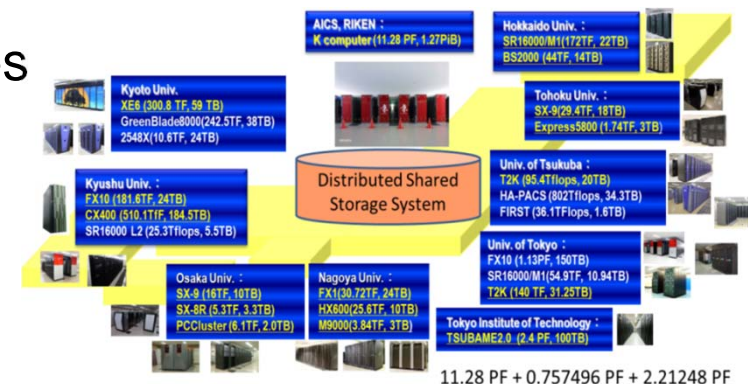 s
AICS, RIKEN :
K computer(11.28 PF, 1.27PiB)
Hokkaido Univ. :
SR16000/M1(172TF, 22TB)
BS2000 (44TF, 14TB)
Kyoto Univ.
XE6 (300.8 TF, 59 TB)
GreenBlade8000(242.5TF, 38TB)
2548X(10.6TF, 24TB)
Tohoku Univ. :
SX-9(29.4TF, 18TB)
Express5800 (1.74TF, 3TB)
Kyushu Univ. :
FX10 (181.6TF, 24TB)
CX400 (510.1TfF, 184.5TB)
SR16000 L2 (25.3Tflops, 5.5TB)
Distributed Shared
Storage System
Univ. of Tsukuba :
T2K (95.4Tflops, 20TB)
HA-PACS (802Tflops, 34.3TB)
FIRST (36.1TFlops, 1.6TB)
Univ. of Tokyo :
FX10 (1.13PF, 150TB)
SR16000/M1(54.9TF, 10.94TB)
T2K (140 TF, 31.25TB)
Osaka Univ. :
SX-9 (16TF, 10TB)
SX-8R (5.3TF, 3.3TB)
PCCluster (6.1TF, 2.0TB)
Nagoya Univ. :
FX1(30.72TF, 24TB)
HX600(25.6TF, 10TB)
M9000(3.84TF, 3TB)
Tokyo Institute of Technology :
TSUBAME2.0 (2.4 PF, 100TB)
11.28 PF + 0.757496 PF + 2.21248 PF